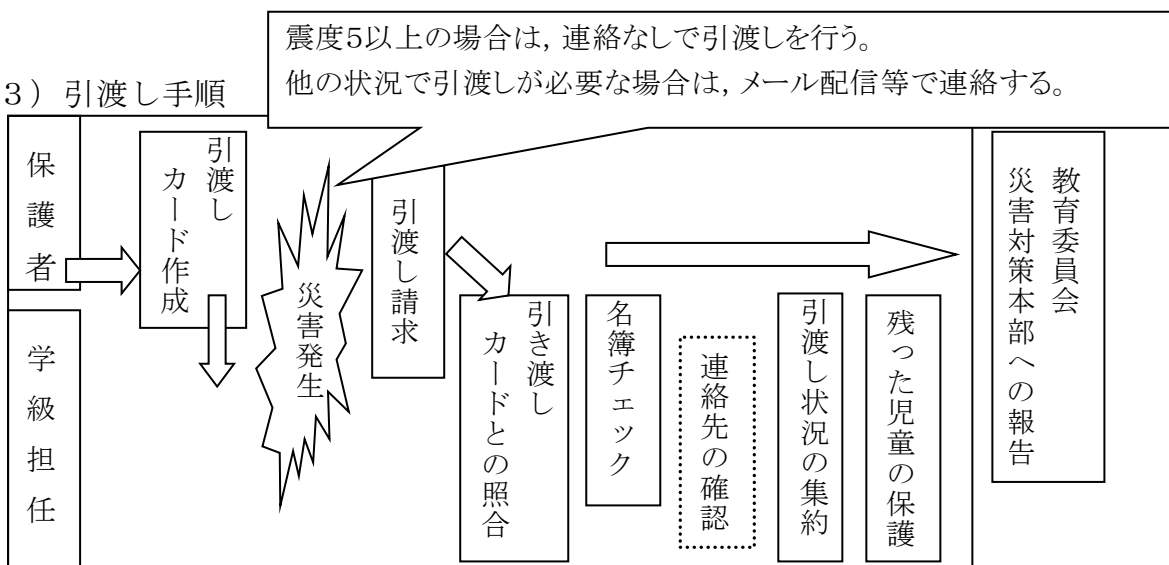 震度5以上の場合は，連絡なしで引渡しを行う。
他の状況で引渡しが必要な場合は，メール配信等で連絡する。
3）引渡し手順
保護者
引渡し
カード作成
災害発生
引渡し請求
引き渡し
カードとの照合
名簿チェック
連絡先の確認
引渡し状況の集約
残った児童の保護
教育委員会
災害対策本部への報告
学級担任